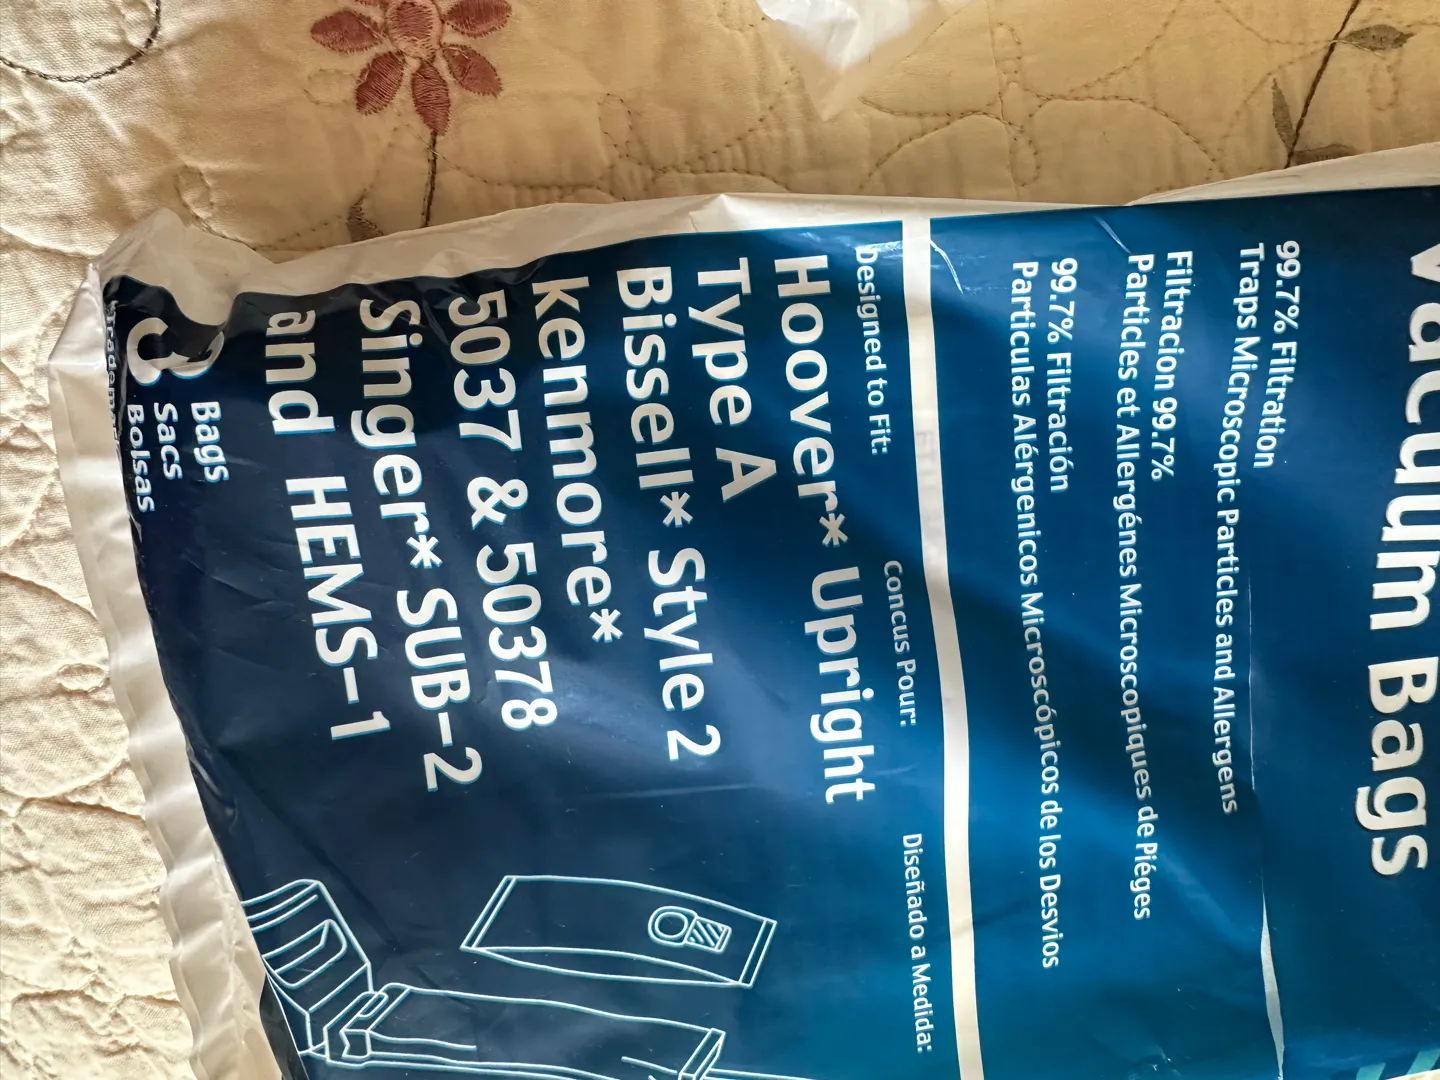 Vacuum Bags
99.7% Filtration
Traps Microscopic Particles and Allergens
Filtracion 99.7%
Particles et Allergénes Microscopiques de Piéges
99.7% Filtración
Particulas Alérgenicos Microscópicos de los Desvios
Designed to Fit: Concus Pour: Diseñado a Medida:
Hoover* Upright
Type A
Bissell* Style 2
kenmore*
5037 & 50378
Singer* SUB-2
and HEMS-1
3 Bags
Sacs
Bolsas